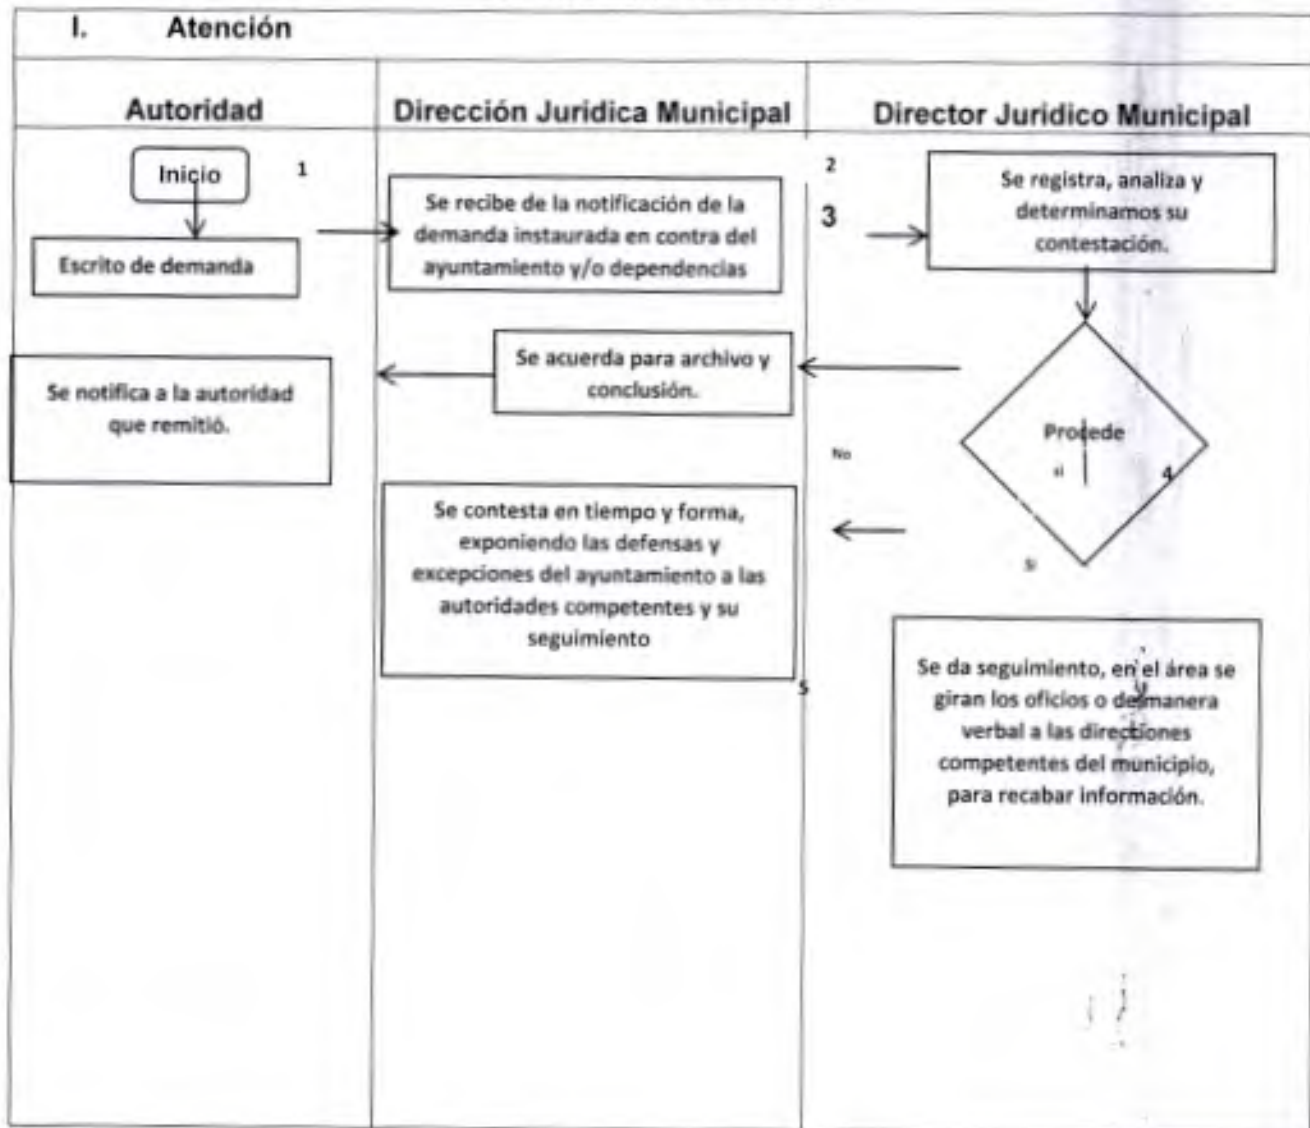 I. Atención
Autoridad
Dirección Jurídica Municipal
Director Jurídico Municipal
Inicio
1
Escrito de demanda
Se recibe de la notificación de la
demanda instaurada en contra del
ayuntamiento y/o dependencias
2
3
Se registra, analiza y
determinamos su
contestación.
Se notifica a la autoridad
que remitió.
Se acuerda para archivo y
conclusión.
Procede
si
4
No
Si
Se contesta en tiempo y forma,
exponiendo las defensas y
excepciones del ayuntamiento a las
autoridades competentes y su
seguimiento
5
Se da seguimiento, en el área se
giran los oficios o de manera
verbal a las direcciones
competentes del municipio,
para recabar información.